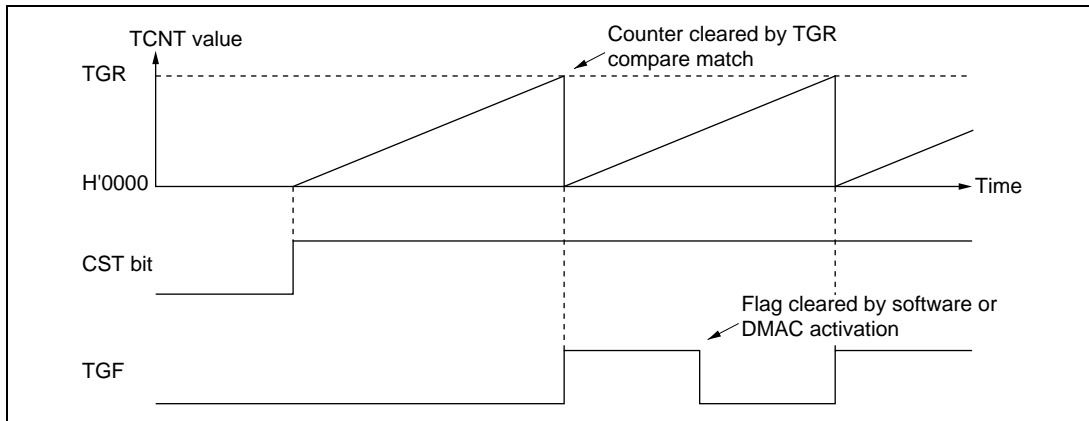 TCNT value
Counter cleared by TGR
compare match
TGR
H'0000
Time
CST bit
Flag cleared by software or
DMAC activation
TGF